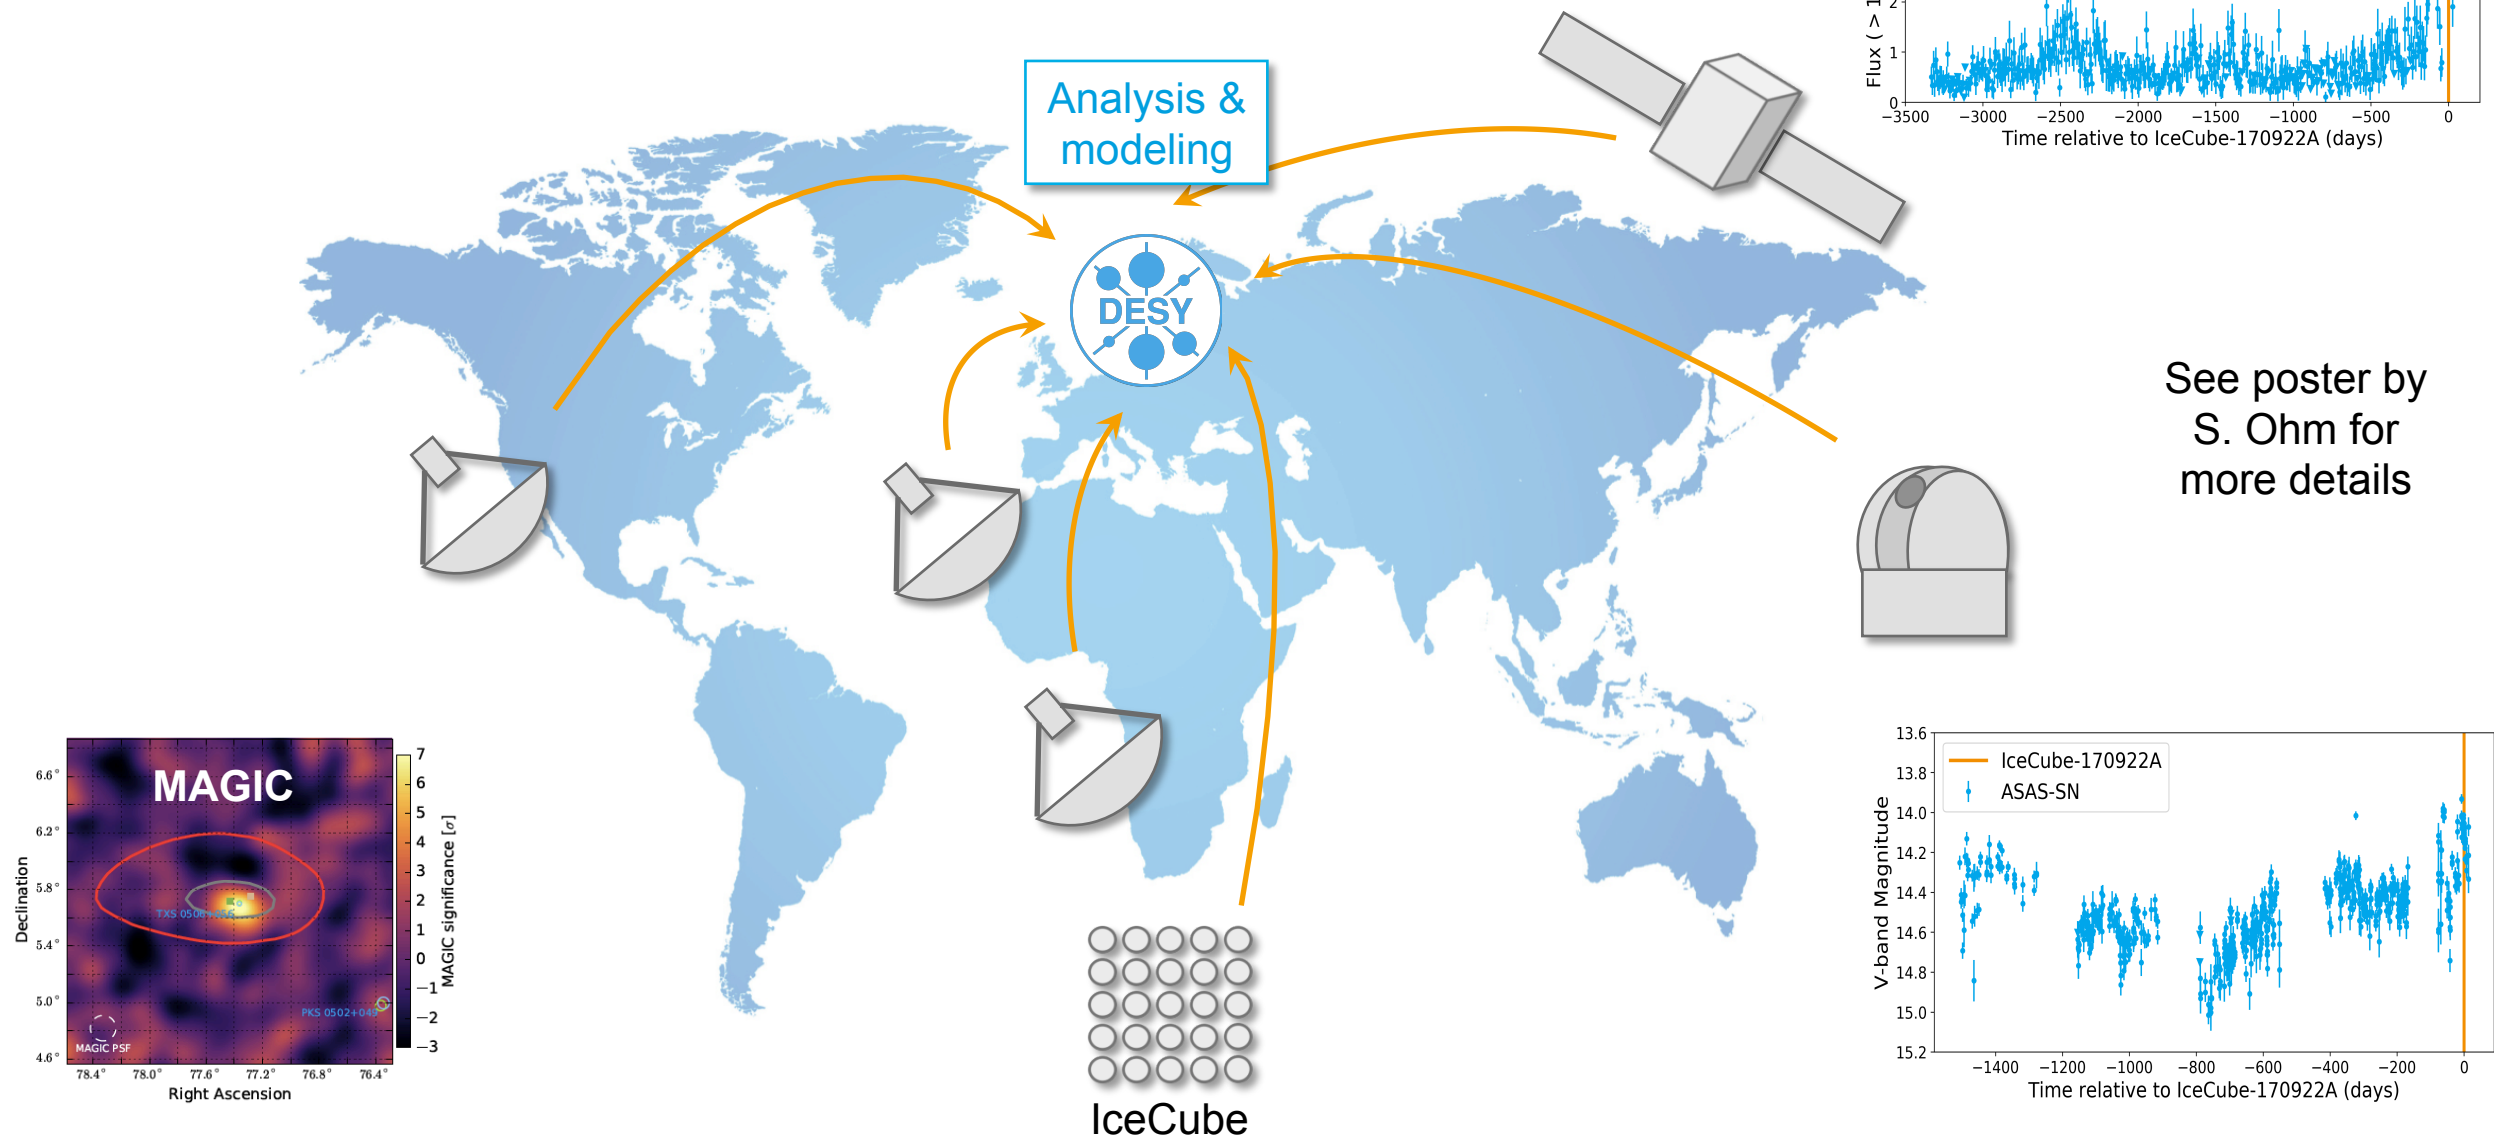 Flux ( > 1
2
1
0
−3500 −3000 −2500 −2000 −1500 −1000 −500 0
Time relative to IceCube-170922A (days)
Analysis &
modeling
DESY
See poster by
S. Ohm for
more details
MAGIC
6.6°
6.2°
5.8°
5.4°
5.0°
4.6°
Declination
TXS 0506+056
PKS 0502+049
MAGIC PSF
78.4° 78.0° 77.6° 77.2° 76.8° 76.4°
Right Ascension
7
6
5
4
3
2
1
0
−1
−2
−3
MAGIC significance [σ]
IceCube
13.6
13.8
14.0
14.2
14.4
14.6
14.8
15.0
15.2
V-band Magnitude
IceCube-170922A
ASAS-SN
−1400 −1200 −1000 −800 −600 −400 −200 0
Time relative to IceCube-170922A (days)